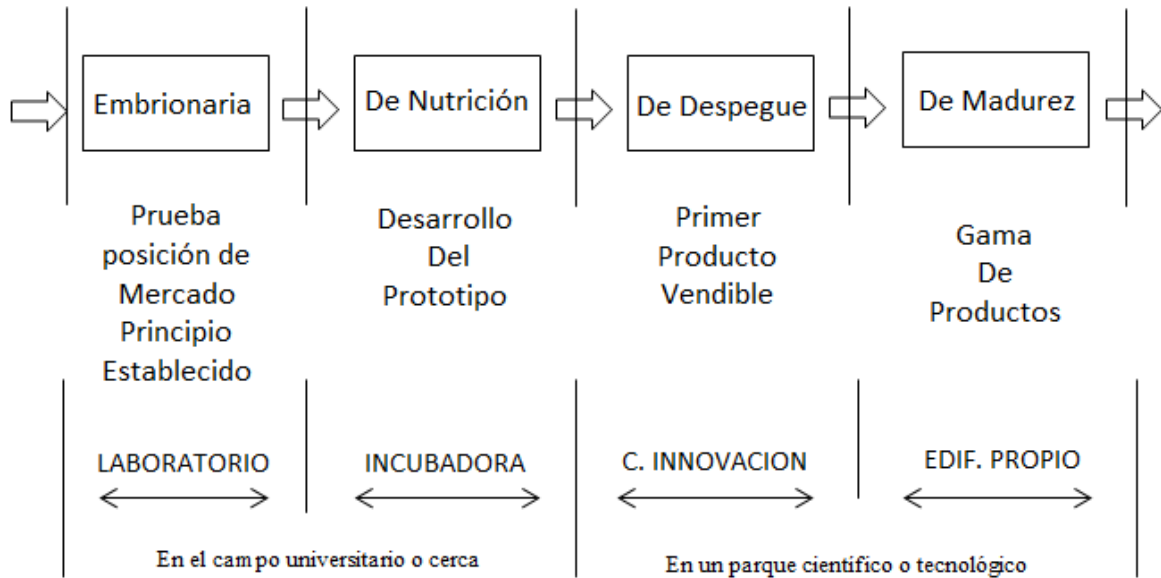 Embrionaria
De Nutrición
De Despegue
De Madurez
Prueba
posición de
Mercado
Principio
Establecido
Desarrollo
Del
Prototipo
Primer
Producto
Vendible
Gama
De
Productos
LABORATORIO
INCUBADORA
C. INNOVACION
EDIF. PROPIO
En el campo universitario o cerca
En un parque científico o tecnológico